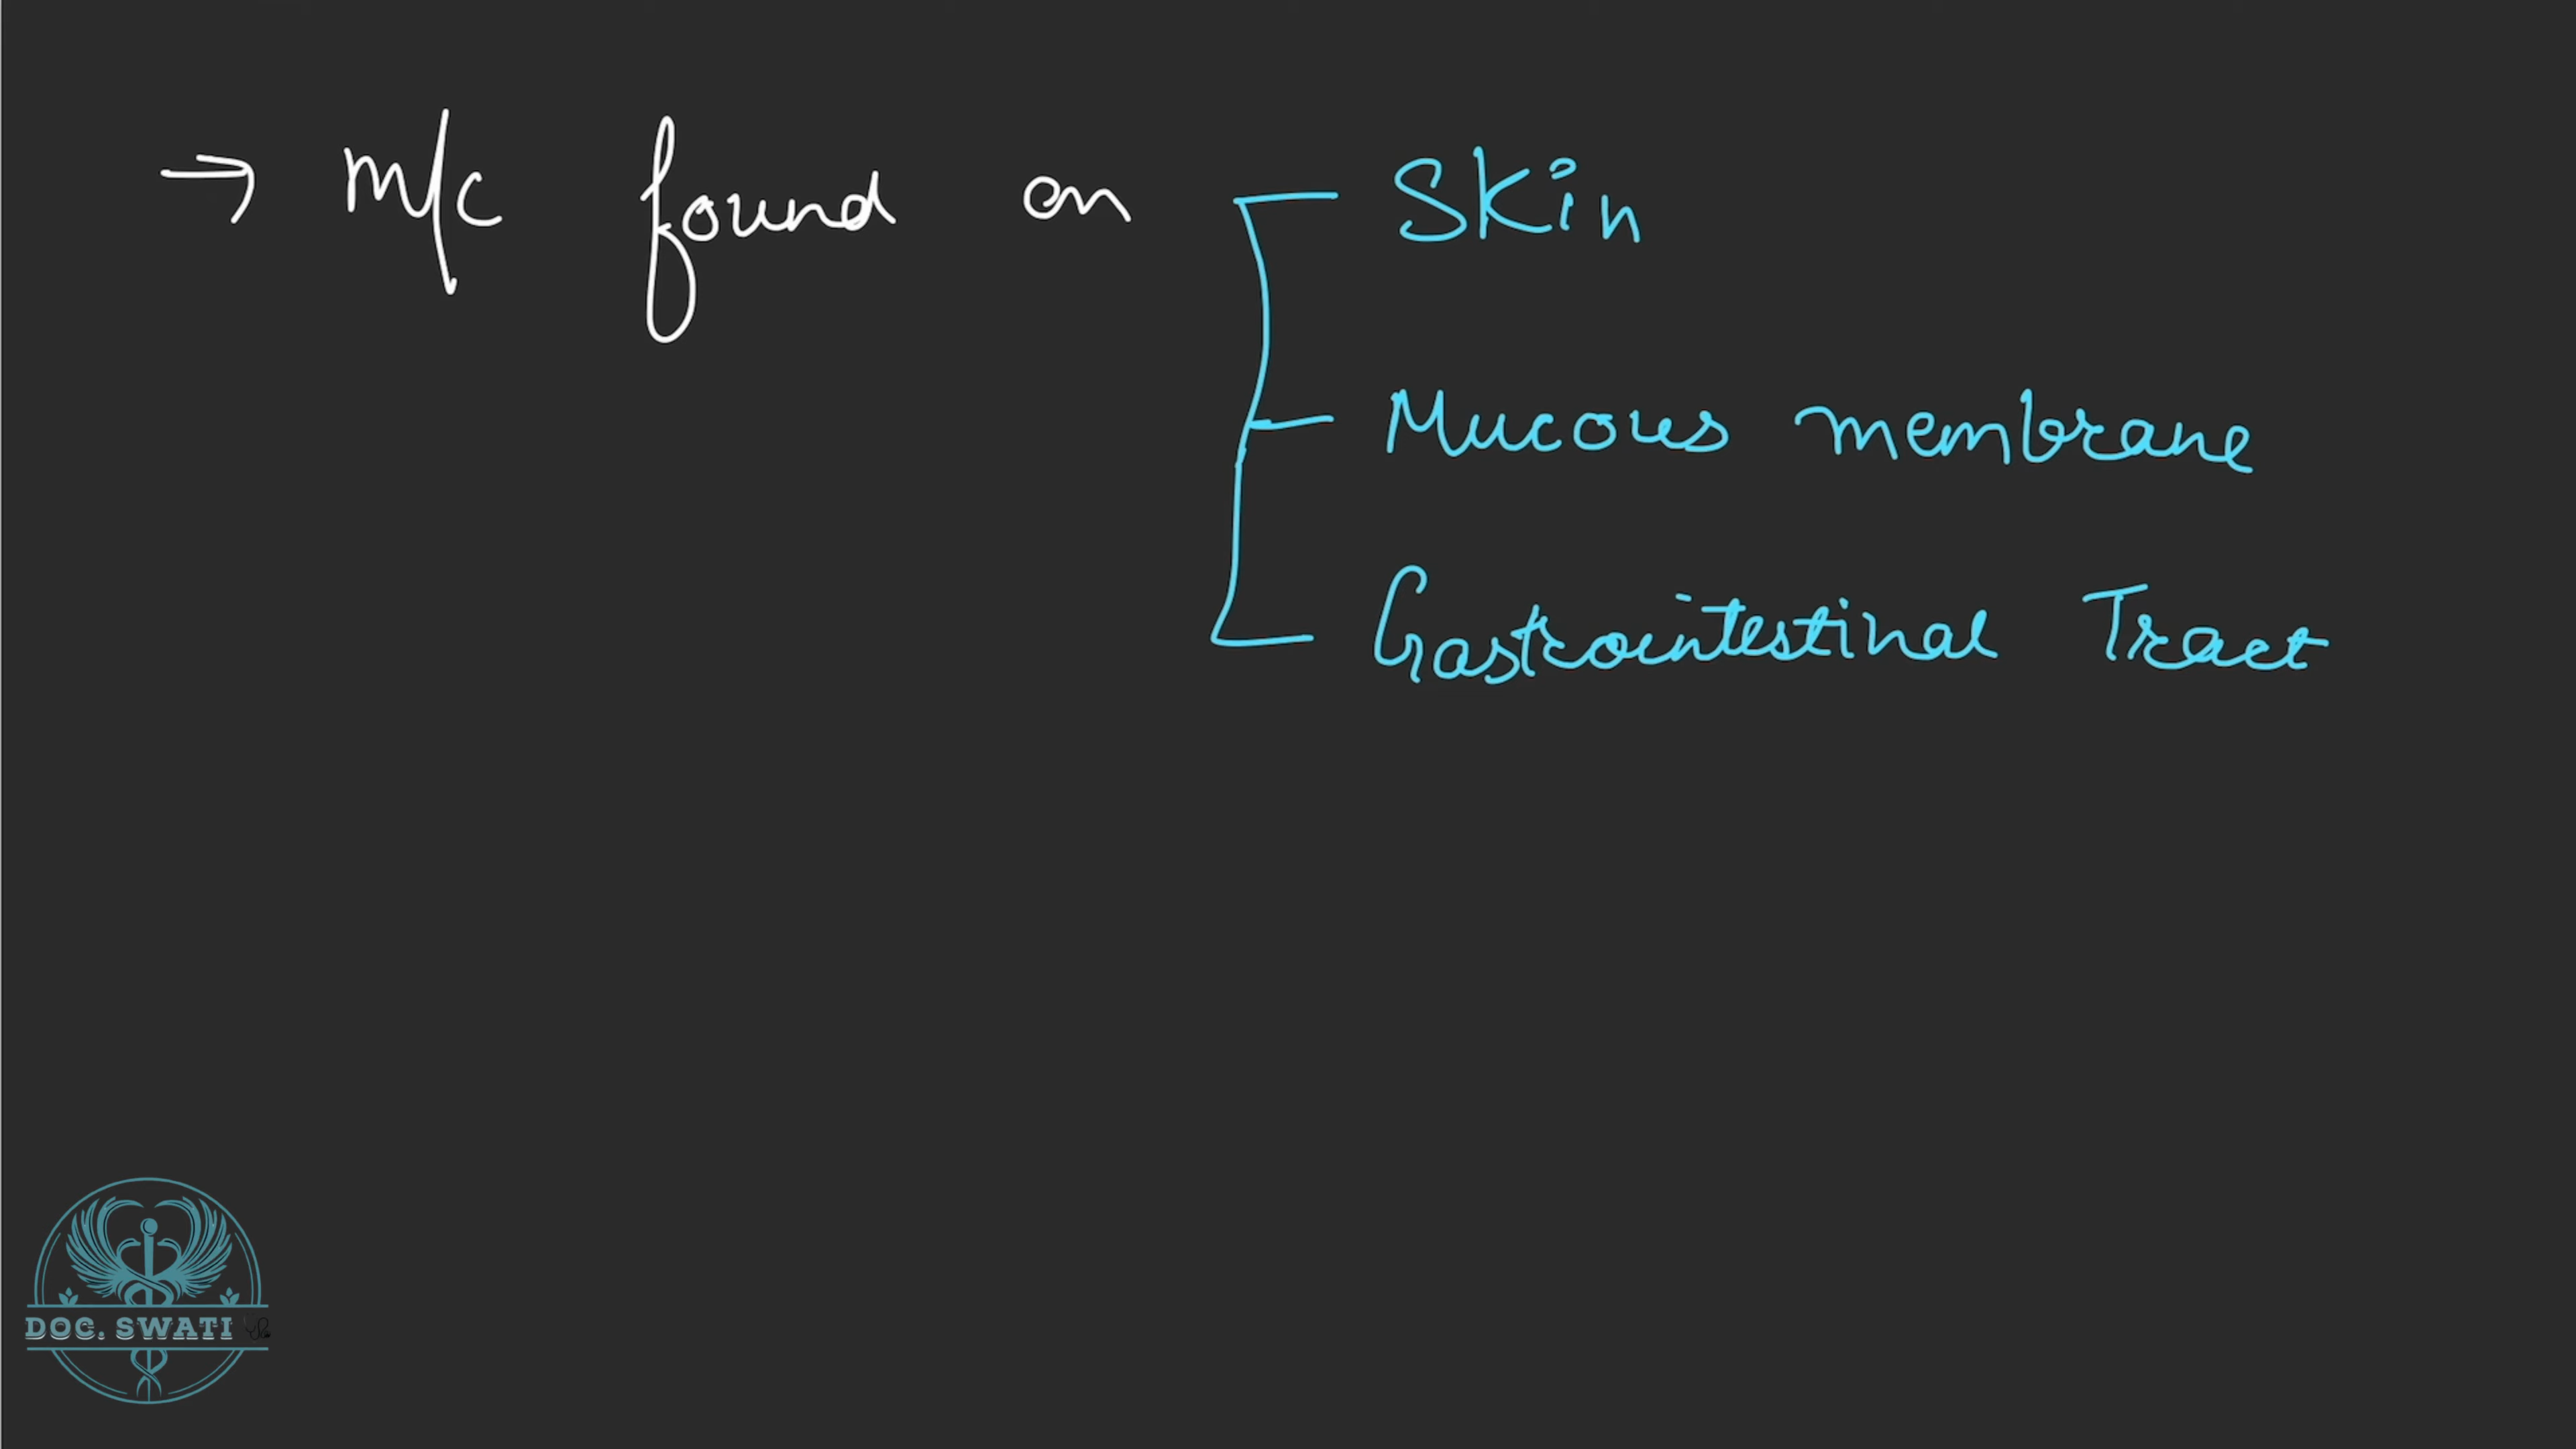 → m/c found on Skin
Mucous membrane
Gastrointestinal Tract
DOC. SWATI